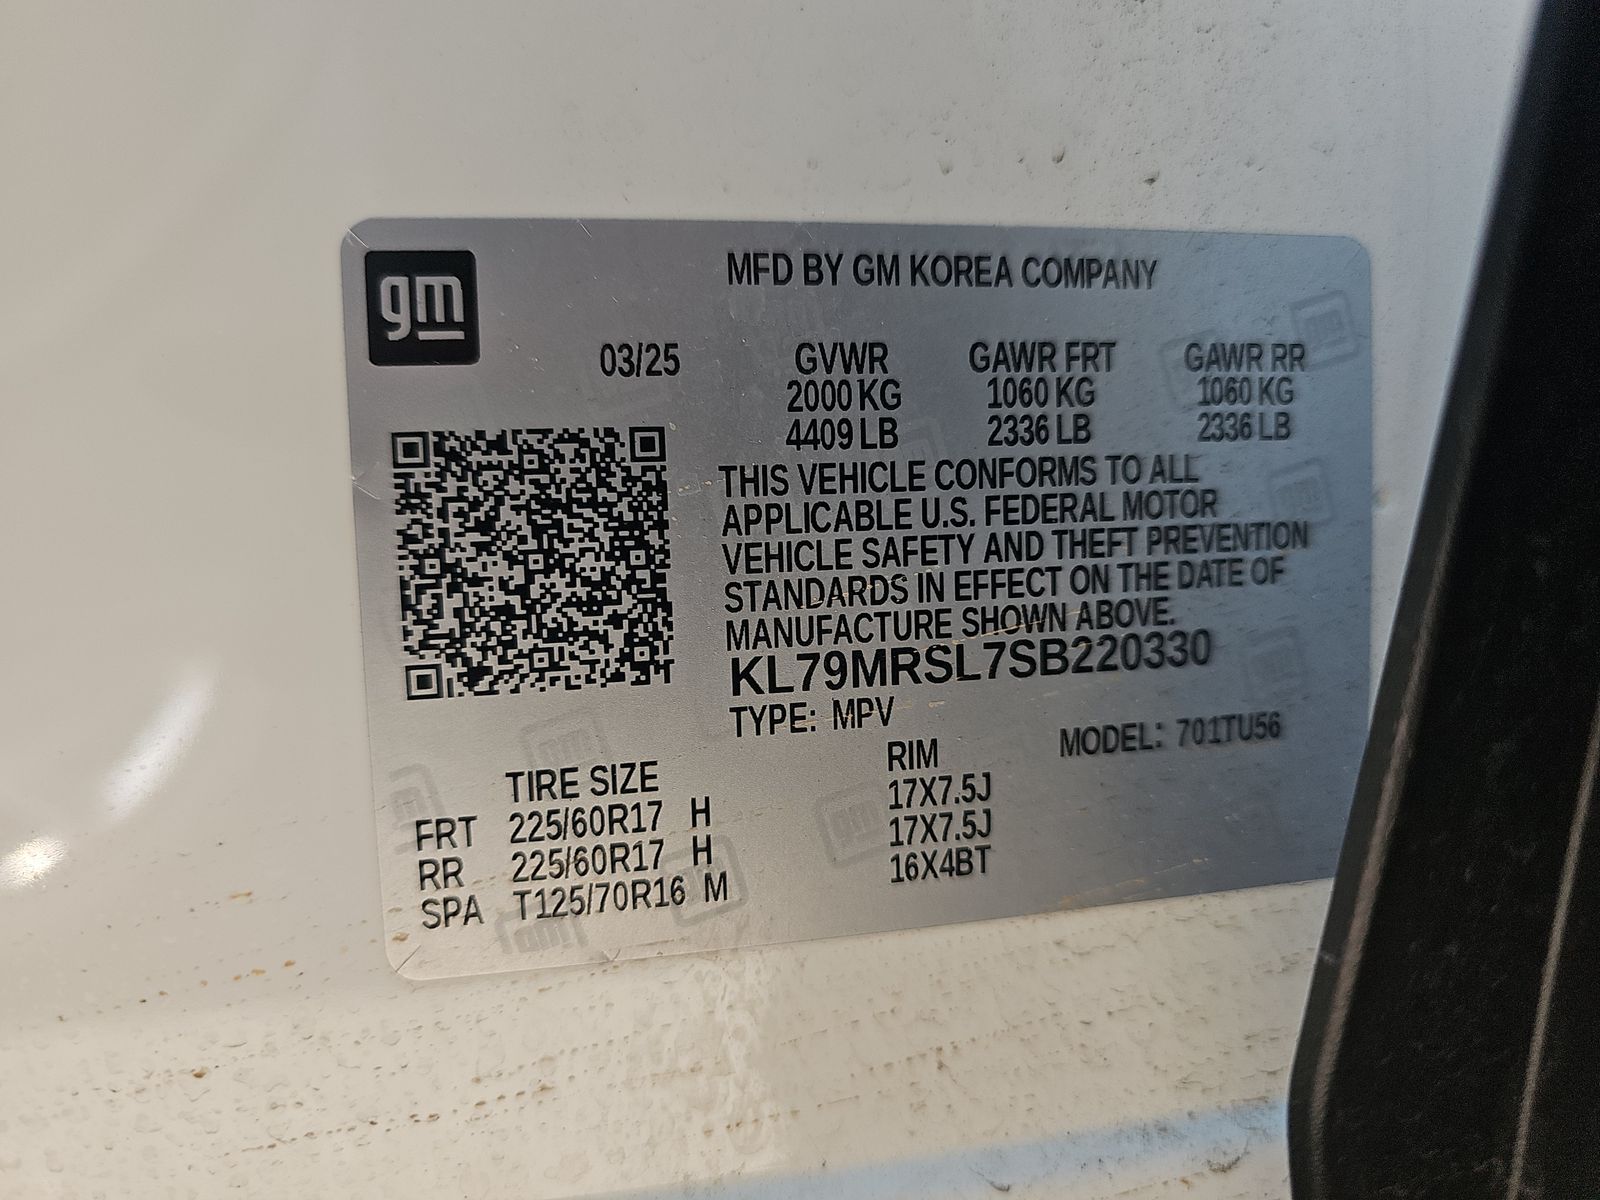 gm
MFD BY GM KOREA COMPANY
03/25 GVWR GAWR FRT GAWR RR
2000 KG 1060 KG 1060 KG
4409 LB 2336 LB 2336 LB
THIS VEHICLE CONFORMS TO ALL
APPLICABLE U.S. FEDERAL MOTOR
VEHICLE SAFETY AND THEFT PREVENTION
STANDARDS IN EFFECT ON THE DATE OF
MANUFACTURE SHOWN ABOVE.
KL79MRSL7SB220330
TYPE: MPV
MODEL: 701TU56
TIRE SIZE RIM
FRT 225/60R17 H 17X7.5J
RR 225/60R17 H 17X7.5J
SPA T125/70R16 M 16X4BT